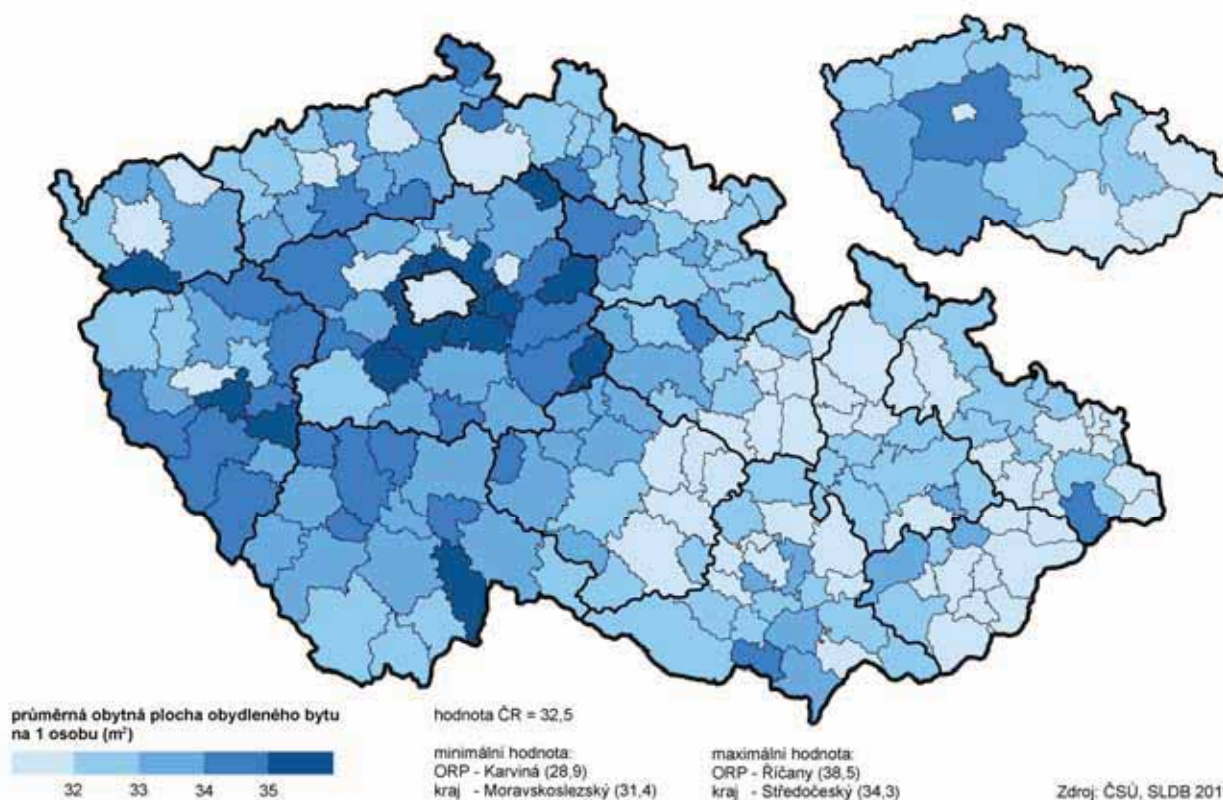 průměrná obytná plocha obydleného bytu
na 1 osobu (m²)
32 33 34 35
hodnota ČR = 32,5
minimální hodnota:
ORP - Karviná (28,9)
kraj - Moravskoslezský (31,4)
maximální hodnota:
ORP - Říčany (38,5)
kraj - Středočeský (34,3)
Zdroj: ČSÚ, SLDB 201